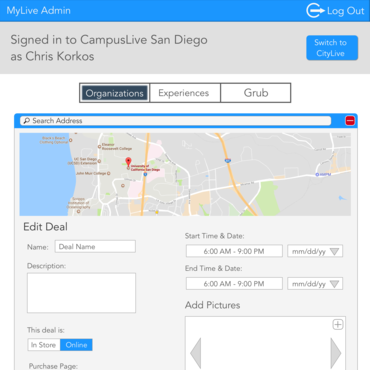 MyLive Admin
Log Out
Signed in to CampusLive San Diego
as Chris Korkos
Switch to
CityLive
Organizations
Experiences
Grub
Search Address
University of
California San Diego
Edit Deal
Name:
Deal Name
Description:
This deal is:
In Store
Online
Purchase Page:
Start Time & Date:
6:00 AM - 9:00 PM
mm/dd/yy
End Time & Date:
6:00 AM - 9:00 PM
mm/dd/yy
Add Pictures